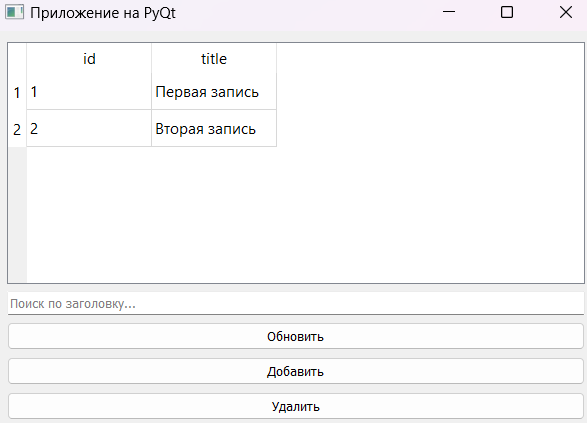 Приложение на PyQt
id title
1 1 Первая запись
2 2 Вторая запись
Поиск по заголовку...
Обновить
Добавить
Удалить